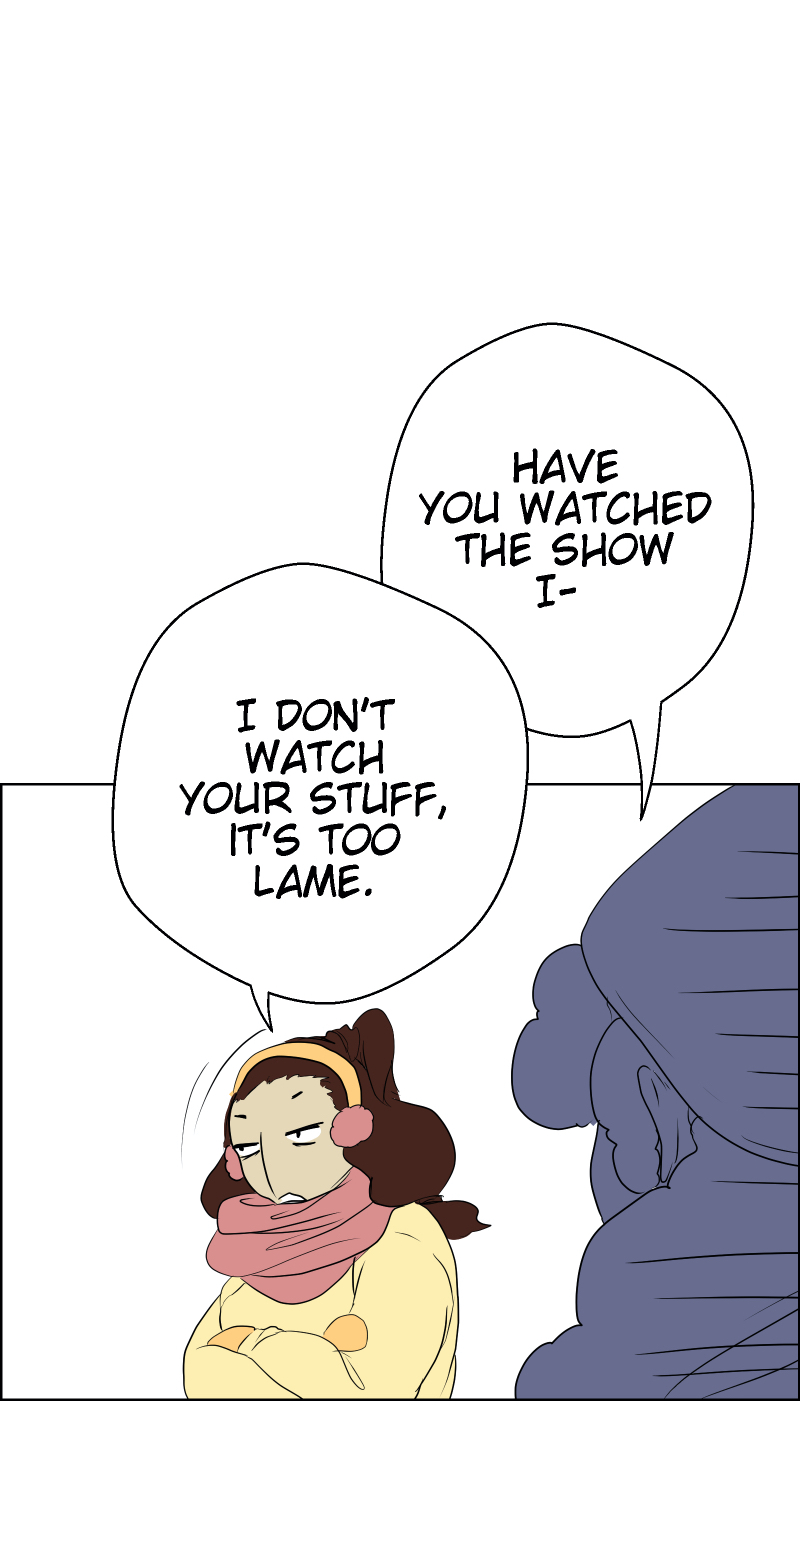 HAVE
YOU WATCHED
THE SHOW
I-
I DON'T
WATCH
YOUR STUFF,
IT'S TOO
LAME.